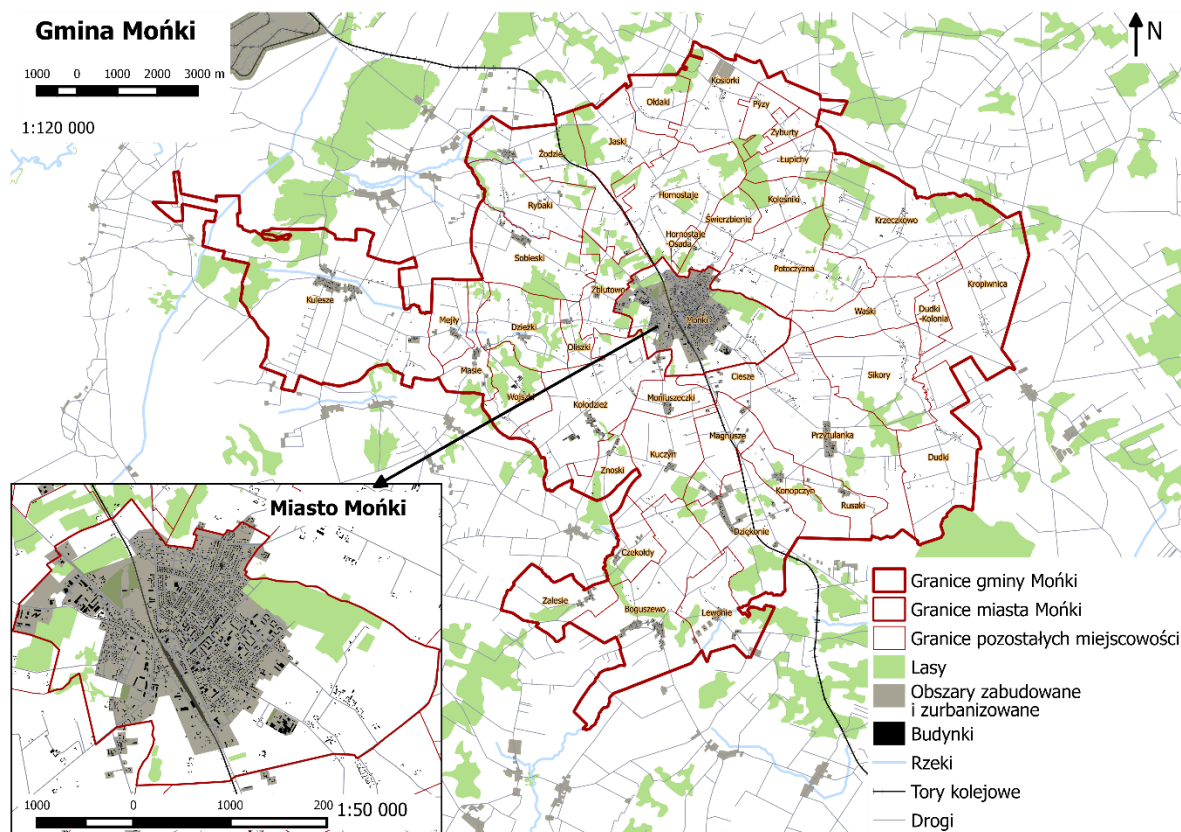 Gmina Mońki
1000 0 1000 2000 3000 m
1:120 000
N
Kosiorki
Ołdaki
Pyzy
Jaski
Żyburty
Żodzie
Łupichy
Rybaki
Hornostaje
Koleśniki
Świerzbienie
Krzeczkowo
Hornostaje
-Osada
Sobieski
Potoczyzna
Kropiwnica
Kulesze
Zblutowo
Mejły
Dzieżki
Mońki
Waśki
Dudki
-Kolonia
Oliszki
Masie
Ciesze
Sikory
Wojszki
Kołodzież
Moniuszeczki
Magnusze
Przytulanka
Znoski
Kuczyn
Dudki
Konopczyn
Rusaki
Dziękonie
Czekołdy
Zalesie
Boguszewo
Lewonie
Miasto Mońki
1000 0 1000 200
1:50 000
Granice gminy Mońki
Granice miasta Mońki
Granice pozostałych miejscowości
Lasy
Obszary zabudowane
i zurbanizowane
Budynki
Rzeki
Tory kolejowe
Drogi